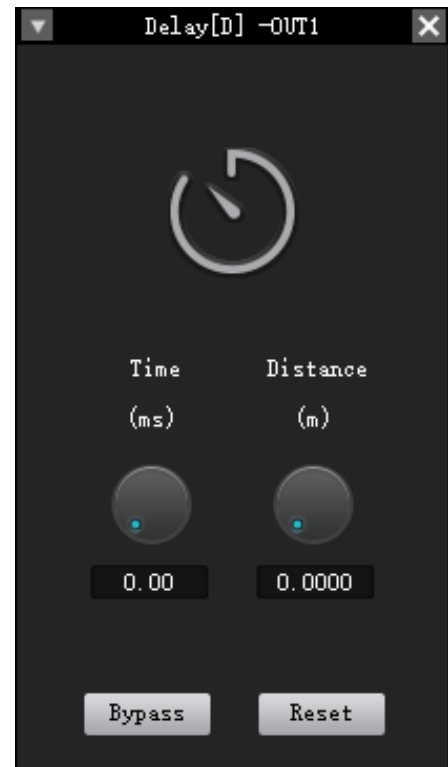 Delay[D] -OUT1
Time Distance
(ms) (m)
0.00 0.0000
Bypass Reset